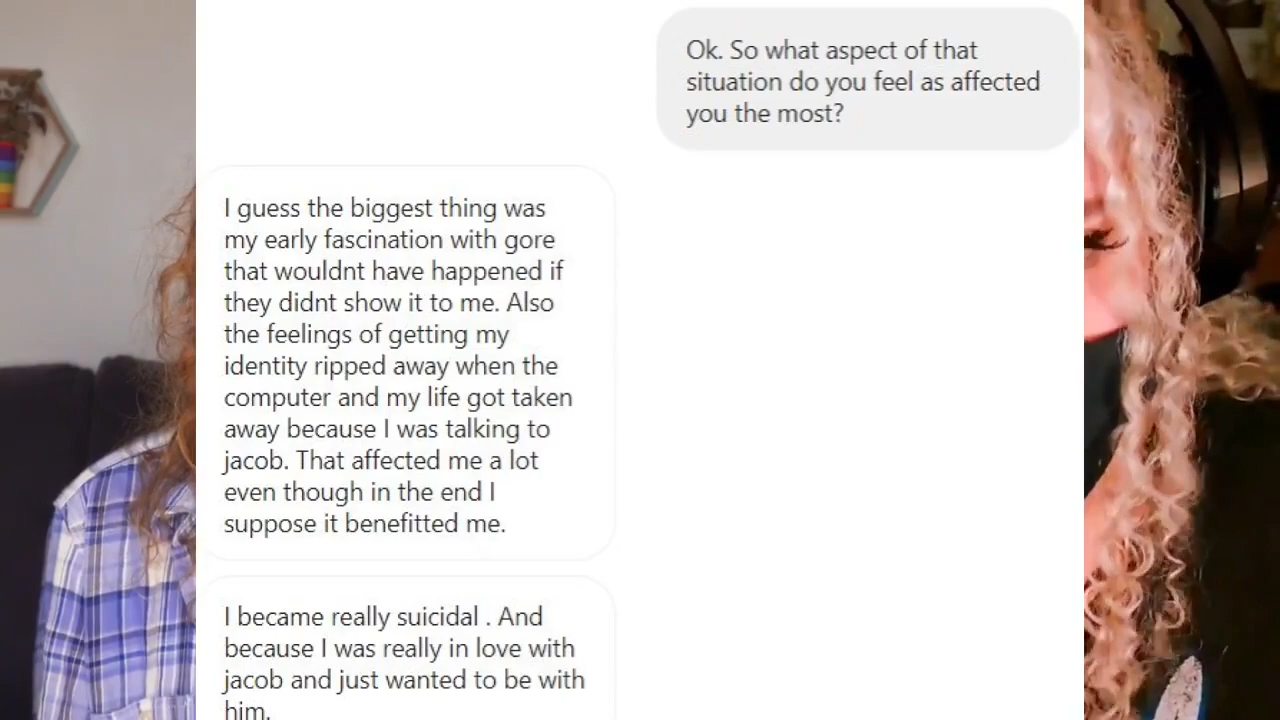 Ok. So what aspect of that
situation do you feel as affected
you the most?
I guess the biggest thing was
my early fascination with gore
that wouldnt have happened if
they didnt show it to me. Also
the feelings of getting my
identity ripped away when the
computer and my life got taken
away because I was talking to
jacob. That affected me a lot
even though in the end I
suppose it benefitted me.
I became really suicidal . And
because I was really in love with
jacob and just wanted to be with
him.